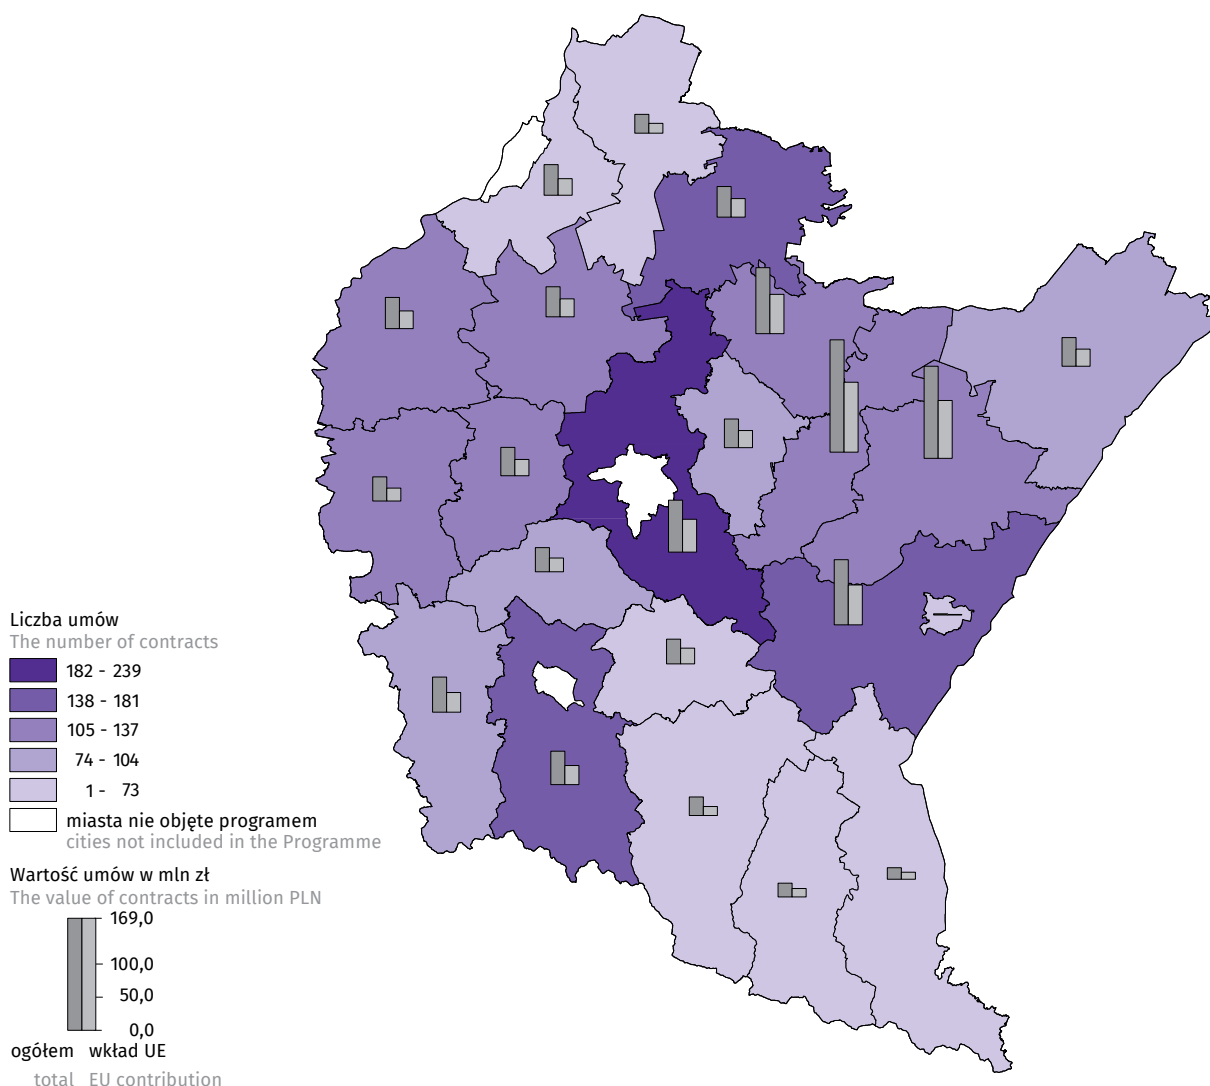 Liczba umów
The number of contracts
182 - 239
138 - 181
105 - 137
74 - 104
1 - 73
miasta nie objęte programem
cities not included in the Programme
Wartość umów w mln zł
The value of contracts in million PLN
169,0
100,0
50,0
0,0
ogółem wkład UE
total EU contribution